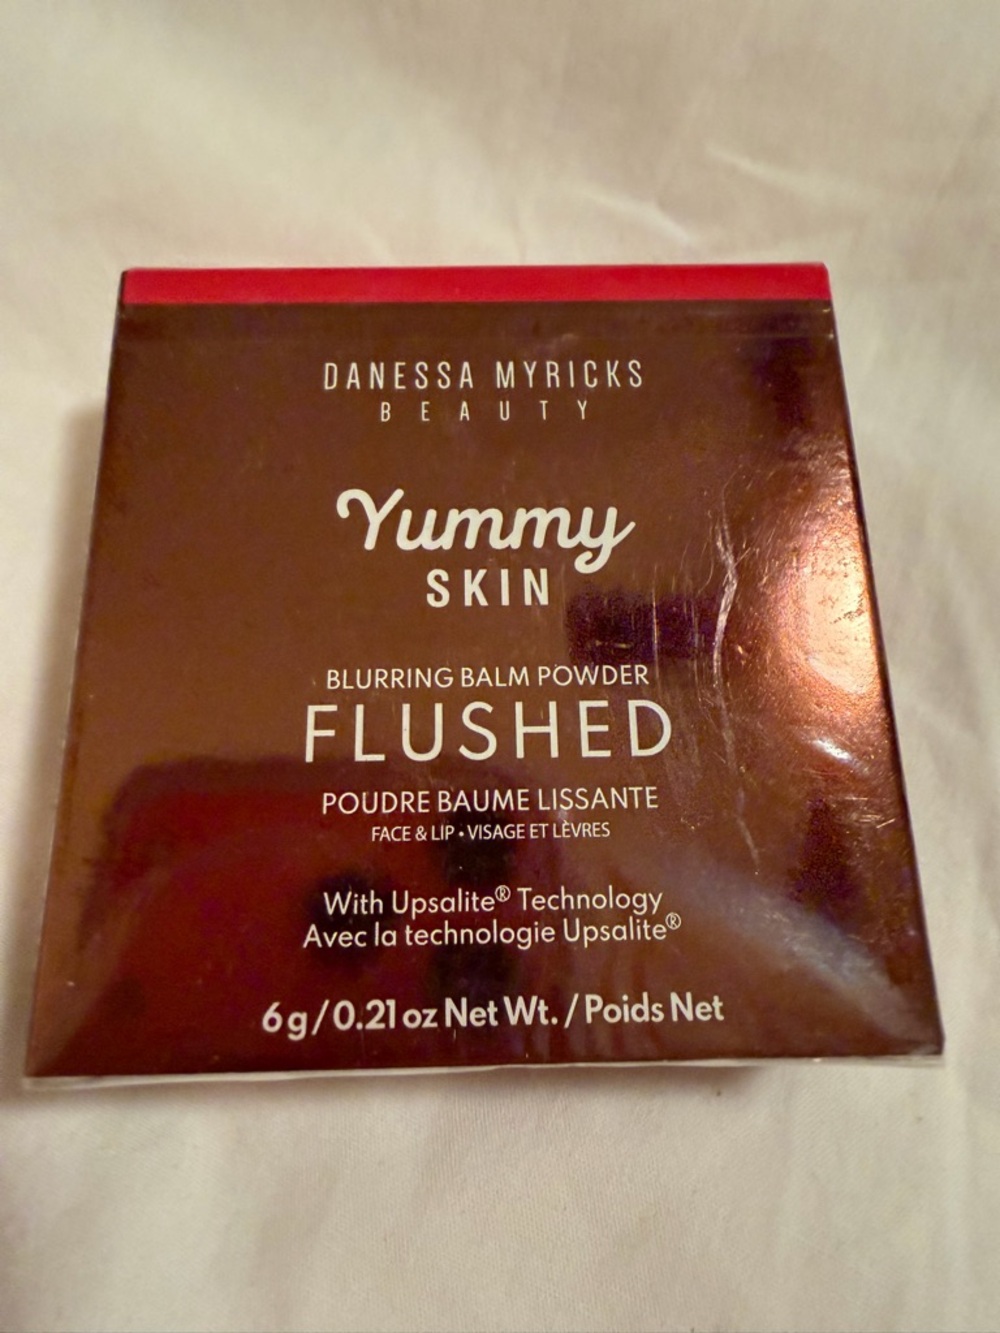 DANESSA MYRICKS
BEAUTY
Yummy
SKIN
BLURRING BALM POWDER
FLUSHED
POUDRE BAUME LISSANTE
FACE & LIP • VISAGE ET LÈVRES
With Upsalite® Technology
Avec la technologie Upsalite®
6g/0.21 oz Net Wt. / Poids Net